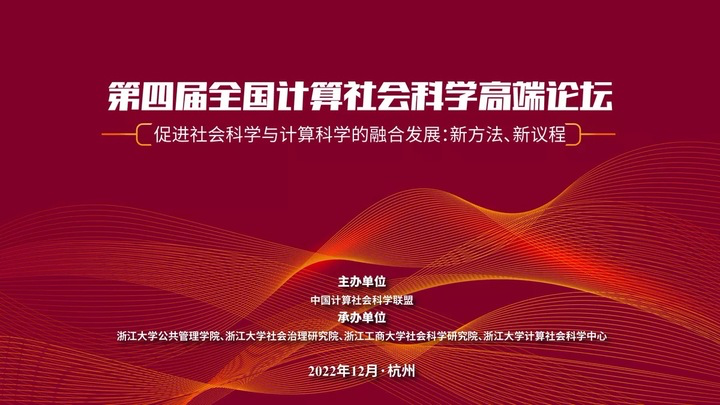 第四届全国计算社会科学高端论坛
促进社会科学与计算科学的融合发展：新方法、新议程
主办单位
中国计算社会科学联盟
承办单位
浙江大学公共管理学院、浙江大学社会治理研究院、浙江工商大学社会科学研究院、浙江大学计算社会科学中心
2022年12月·杭州